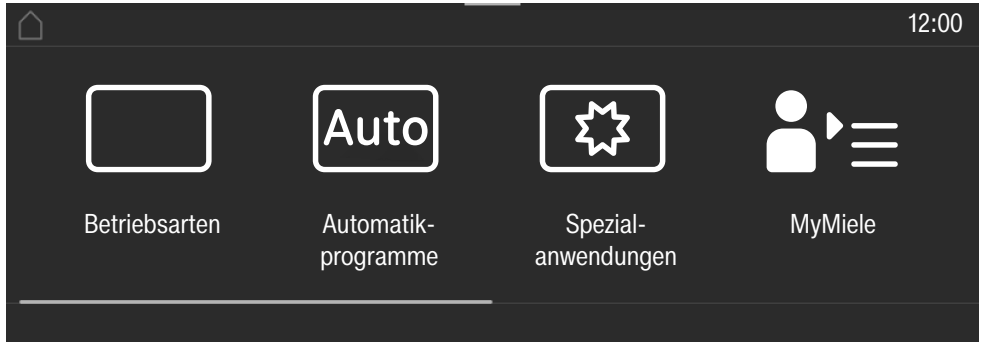 12:00
Auto
Betriebsarten
Automatik-
programme
Spezial-
anwendungen
MyMiele